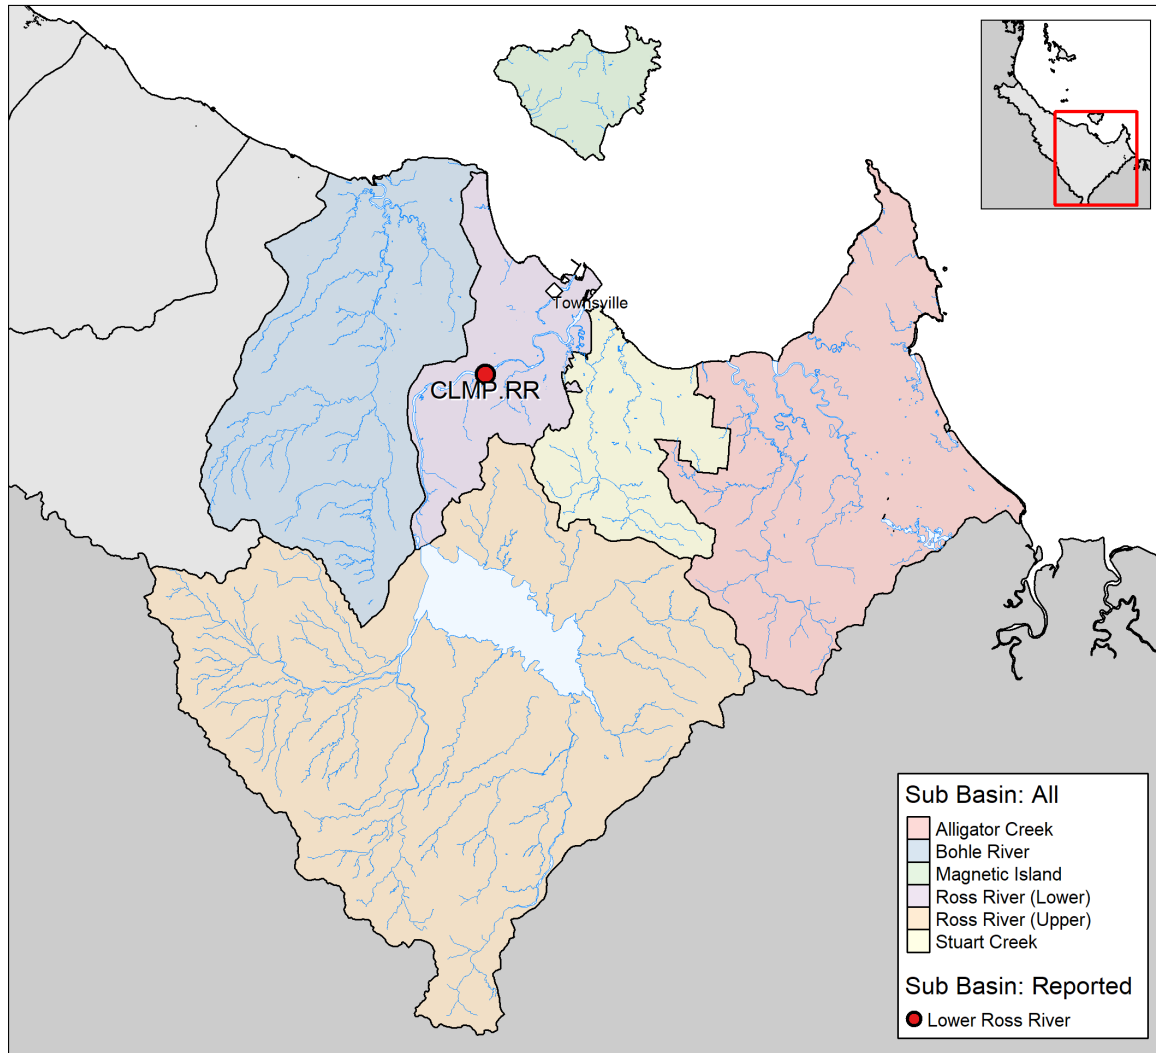 Townsville
CLMP.RR
Sub Basin: All
Alligator Creek
Bohle River
Magnetic Island
Ross River (Lower)
Ross River (Upper)
Stuart Creek
Sub Basin: Reported
Lower Ross River